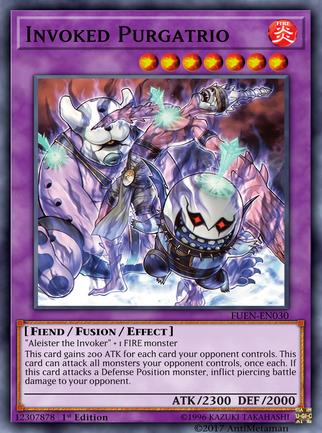 INVOKED PURGATRIO
FIRE
炎
FUEN-EN030
[FIEND / FUSION / EFFECT]
"Aleister the Invoker" + 1 FIRE monster
This card gains 200 ATK for each card your opponent controls. This
card can attack all monsters your opponent controls, once each. If
this card attacks a Defense Position monster, inflict piercing battle
damage to your opponent.
ATK/2300 DEF/2000
12307878 1st Edition ©1996 KAZUKI TAKAHASHI
©2017 AntiMetaman